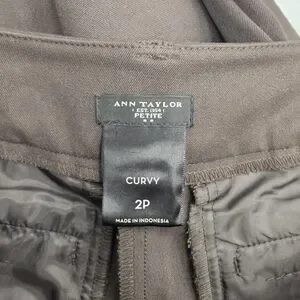 ANN TAYLOR
EST. 1954
PETITE
CURVY
2P
MADE IN INDONESIA